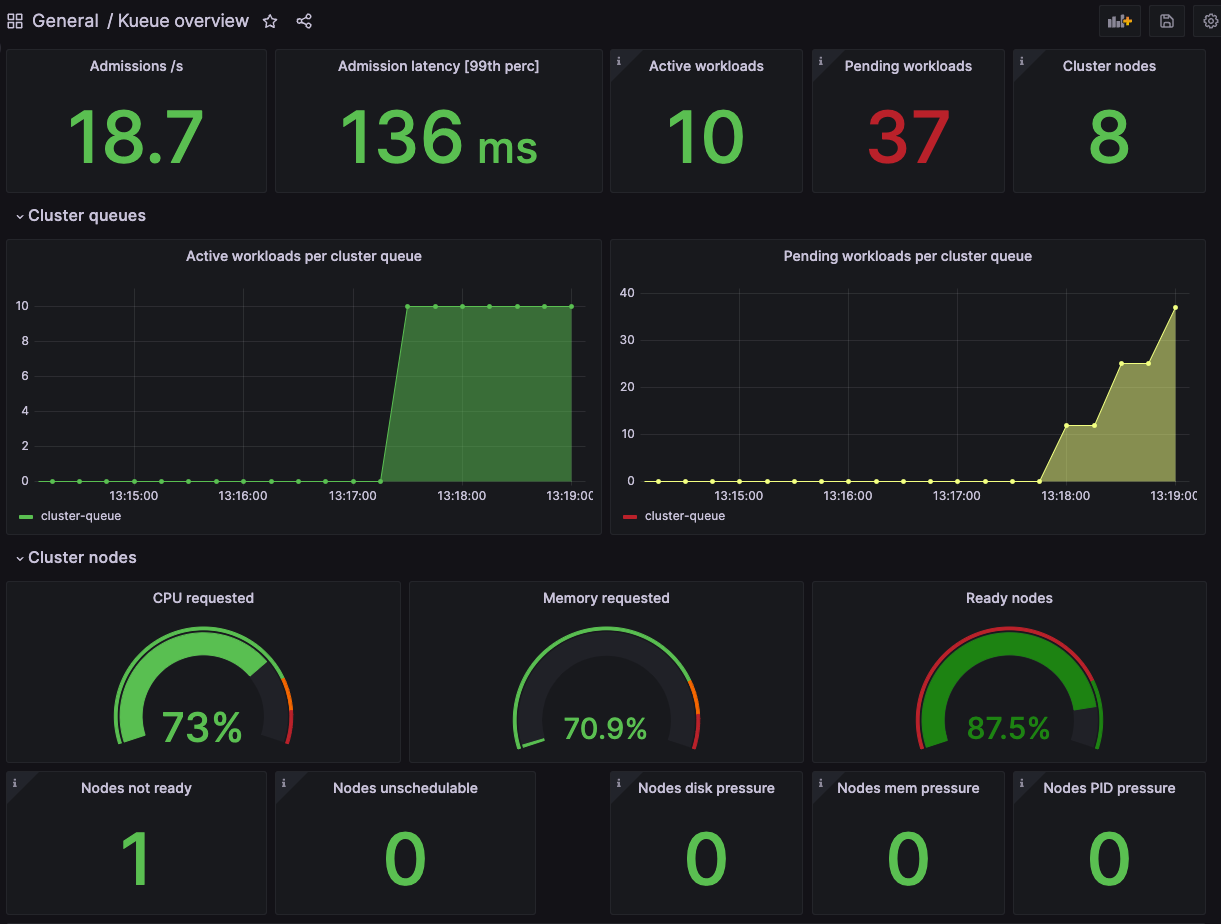 General / Kueue overview
Admissions /s
18.7
Admission latency [99th perc]
136 ms
i
Active workloads
10
i
Pending workloads
37
i
Cluster nodes
8
Cluster queues
Active workloads per cluster queue
10
8
6
4
2
0
13:15:00 13:16:00 13:17:00 13:18:00 13:19:00
cluster-queue
Pending workloads per cluster queue
40
30
20
10
0
13:15:00 13:16:00 13:17:00 13:18:00 13:19:00
cluster-queue
Cluster nodes
CPU requested
73%
Memory requested
70.9%
Ready nodes
87.5%
i
Nodes not ready
1
i
Nodes unschedulable
0
i
Nodes disk pressure
0
i
Nodes mem pressure
0
i
Nodes PID pressure
0